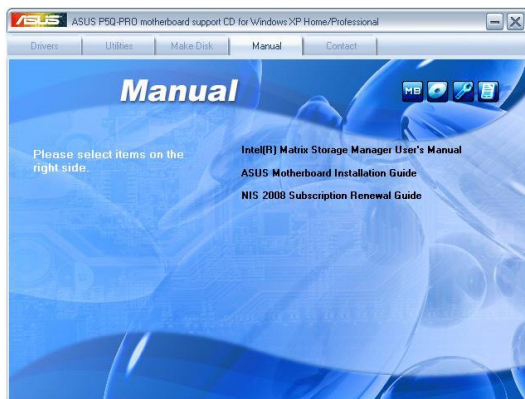 ASUS
ASUS P5Q-PRO motherboard support CD for Windows XP Home/Professional
Drivers
Utilities
Make Disk
Manual
Contact
Manual
MB
Please select items on the
right side.
Intel(R) Matrix Storage Manager User's Manual
ASUS Motherboard Installation Guide
NIS 2008 Subscription Renewal Guide